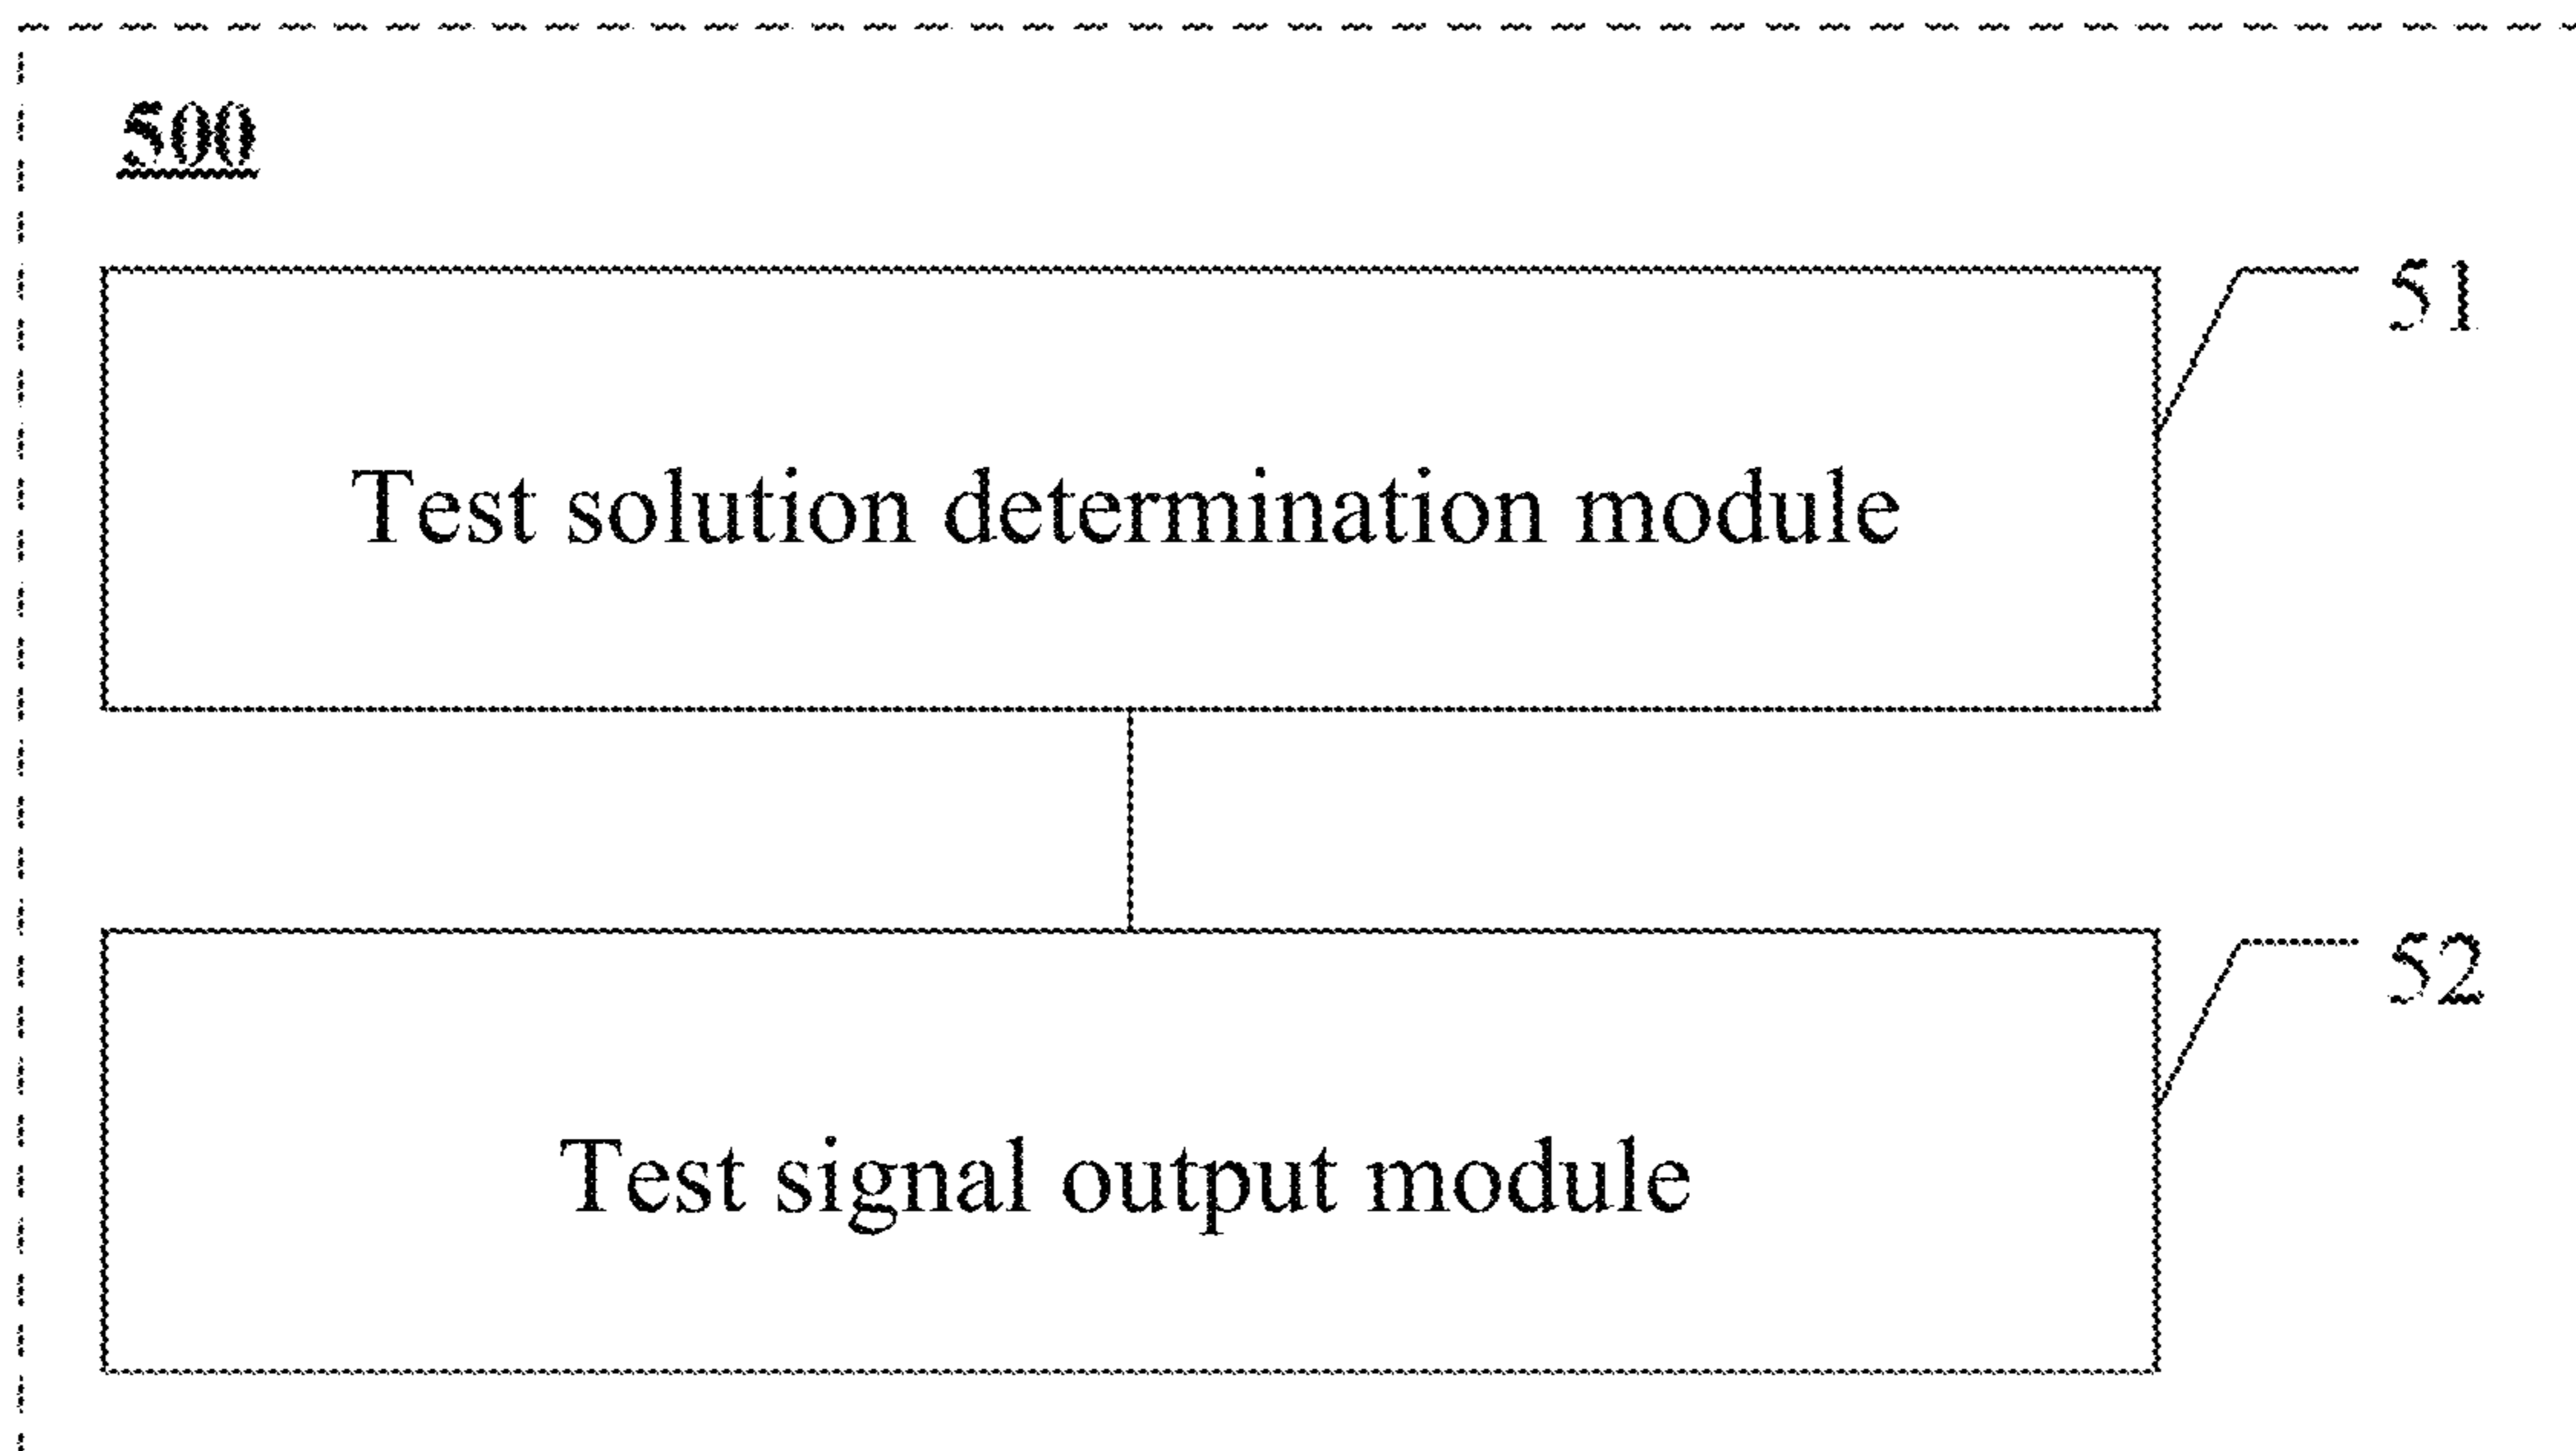 500
51
Test solution determination module
52
Test signal output module